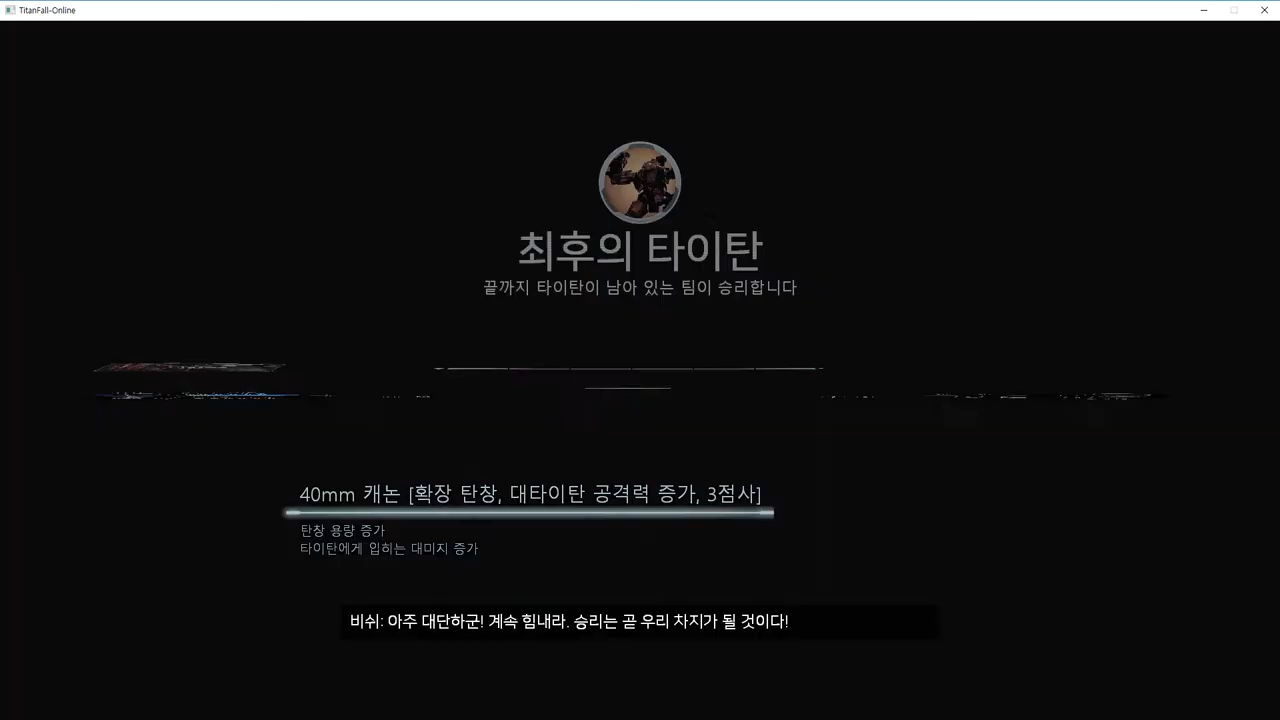 TitanFall-Online
최후의 타이탄
끝까지 타이탄이 남아 있는 팀이 승리합니다
40mm 캐논 [확장 탄창, 대타이탄 공격력 증가, 3점사]
탄창 용량 증가
타이탄에게 입히는 대미지 증가
비쉬: 아주 대단하군! 계속 힘내라. 승리는 곧 우리 차지가 될 것이다!